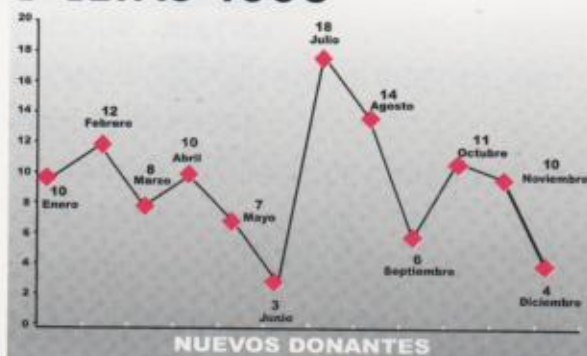 20
18
16
14
12
10
8
6
4
2
0
10
Enero
12
Febrero
8
Marzo
10
Abril
7
Mayo
3
Junio
18
Julio
14
Agosto
6
Septiembre
11
Octubre
10
Noviembre
4
Diciembre
NUEVOS DONANTES